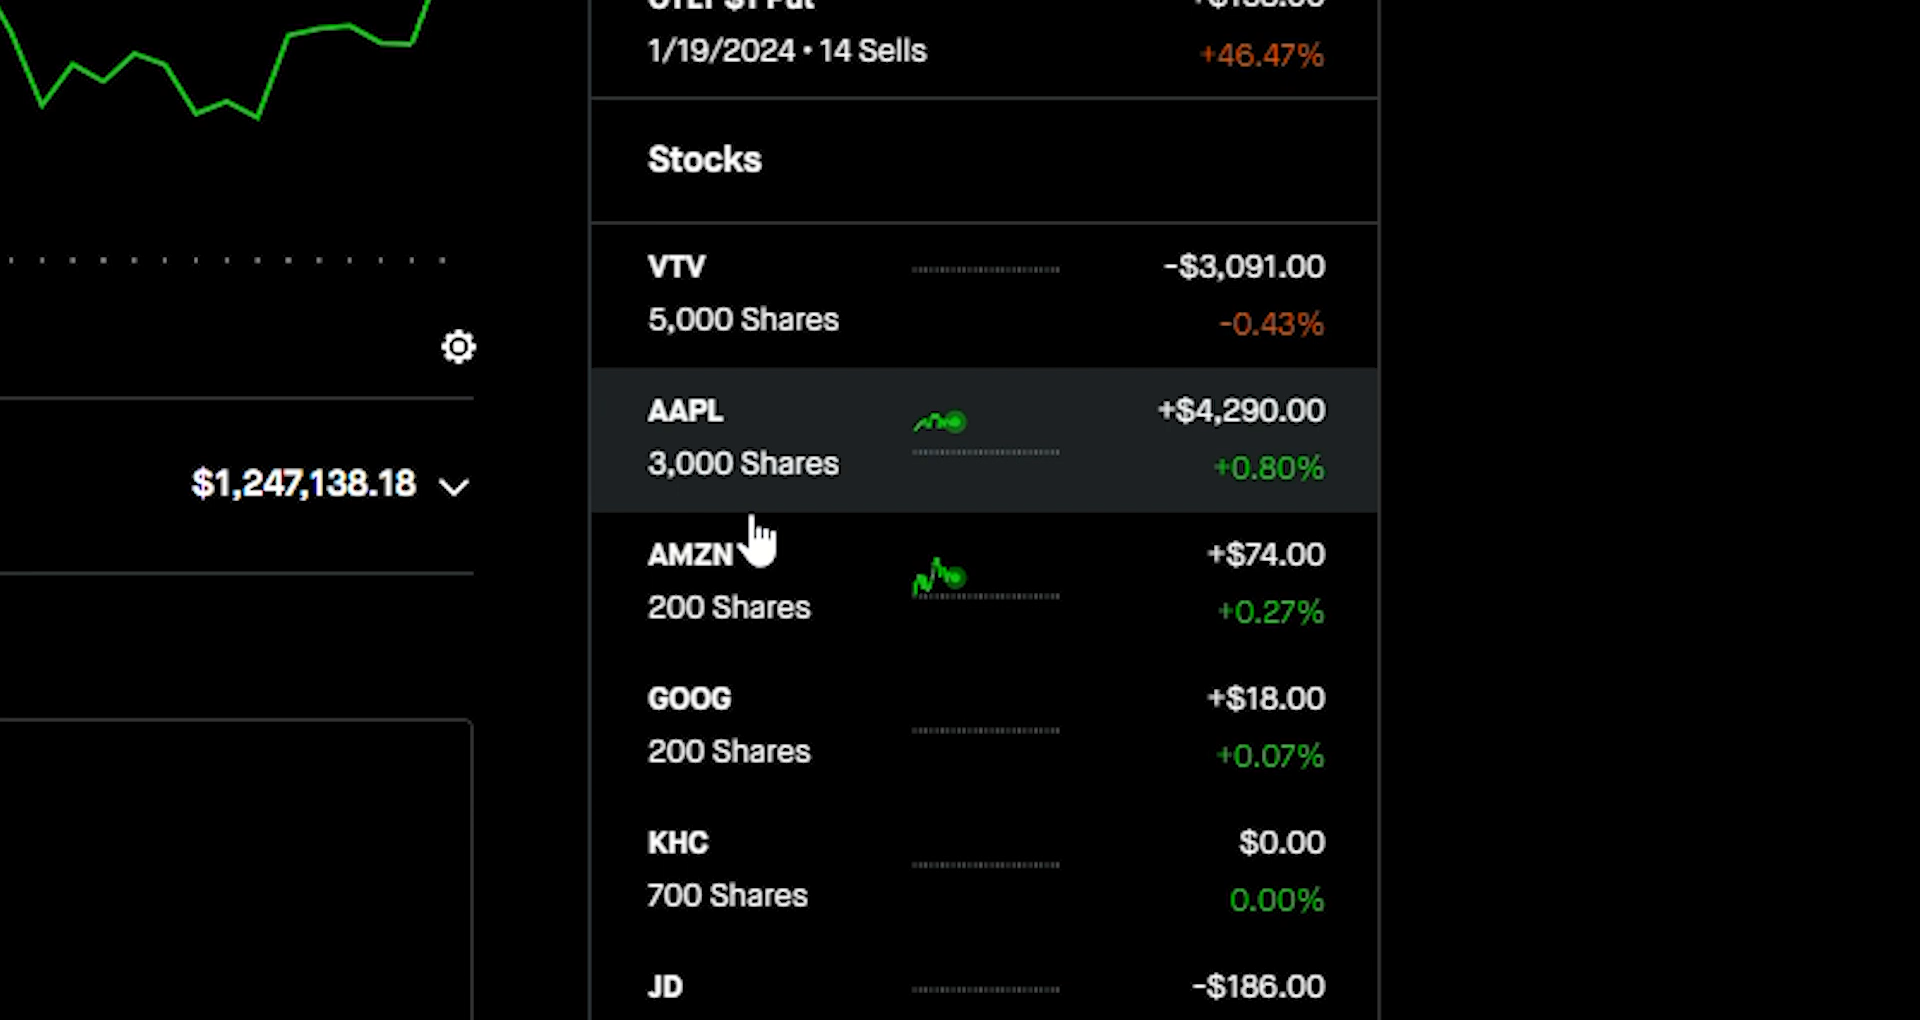 1/19/2024 • 14 Sells
+46.47%
Stocks
VTV
-$3,091.00
5,000 Shares
-0.43%
AAPL
+$4,290.00
3,000 Shares
+0.80%
$1,247,138.18
AMZN
+$74.00
200 Shares
+0.27%
GOOG
+$18.00
200 Shares
+0.07%
KHC
$0.00
700 Shares
0.00%
JD
-$186.00